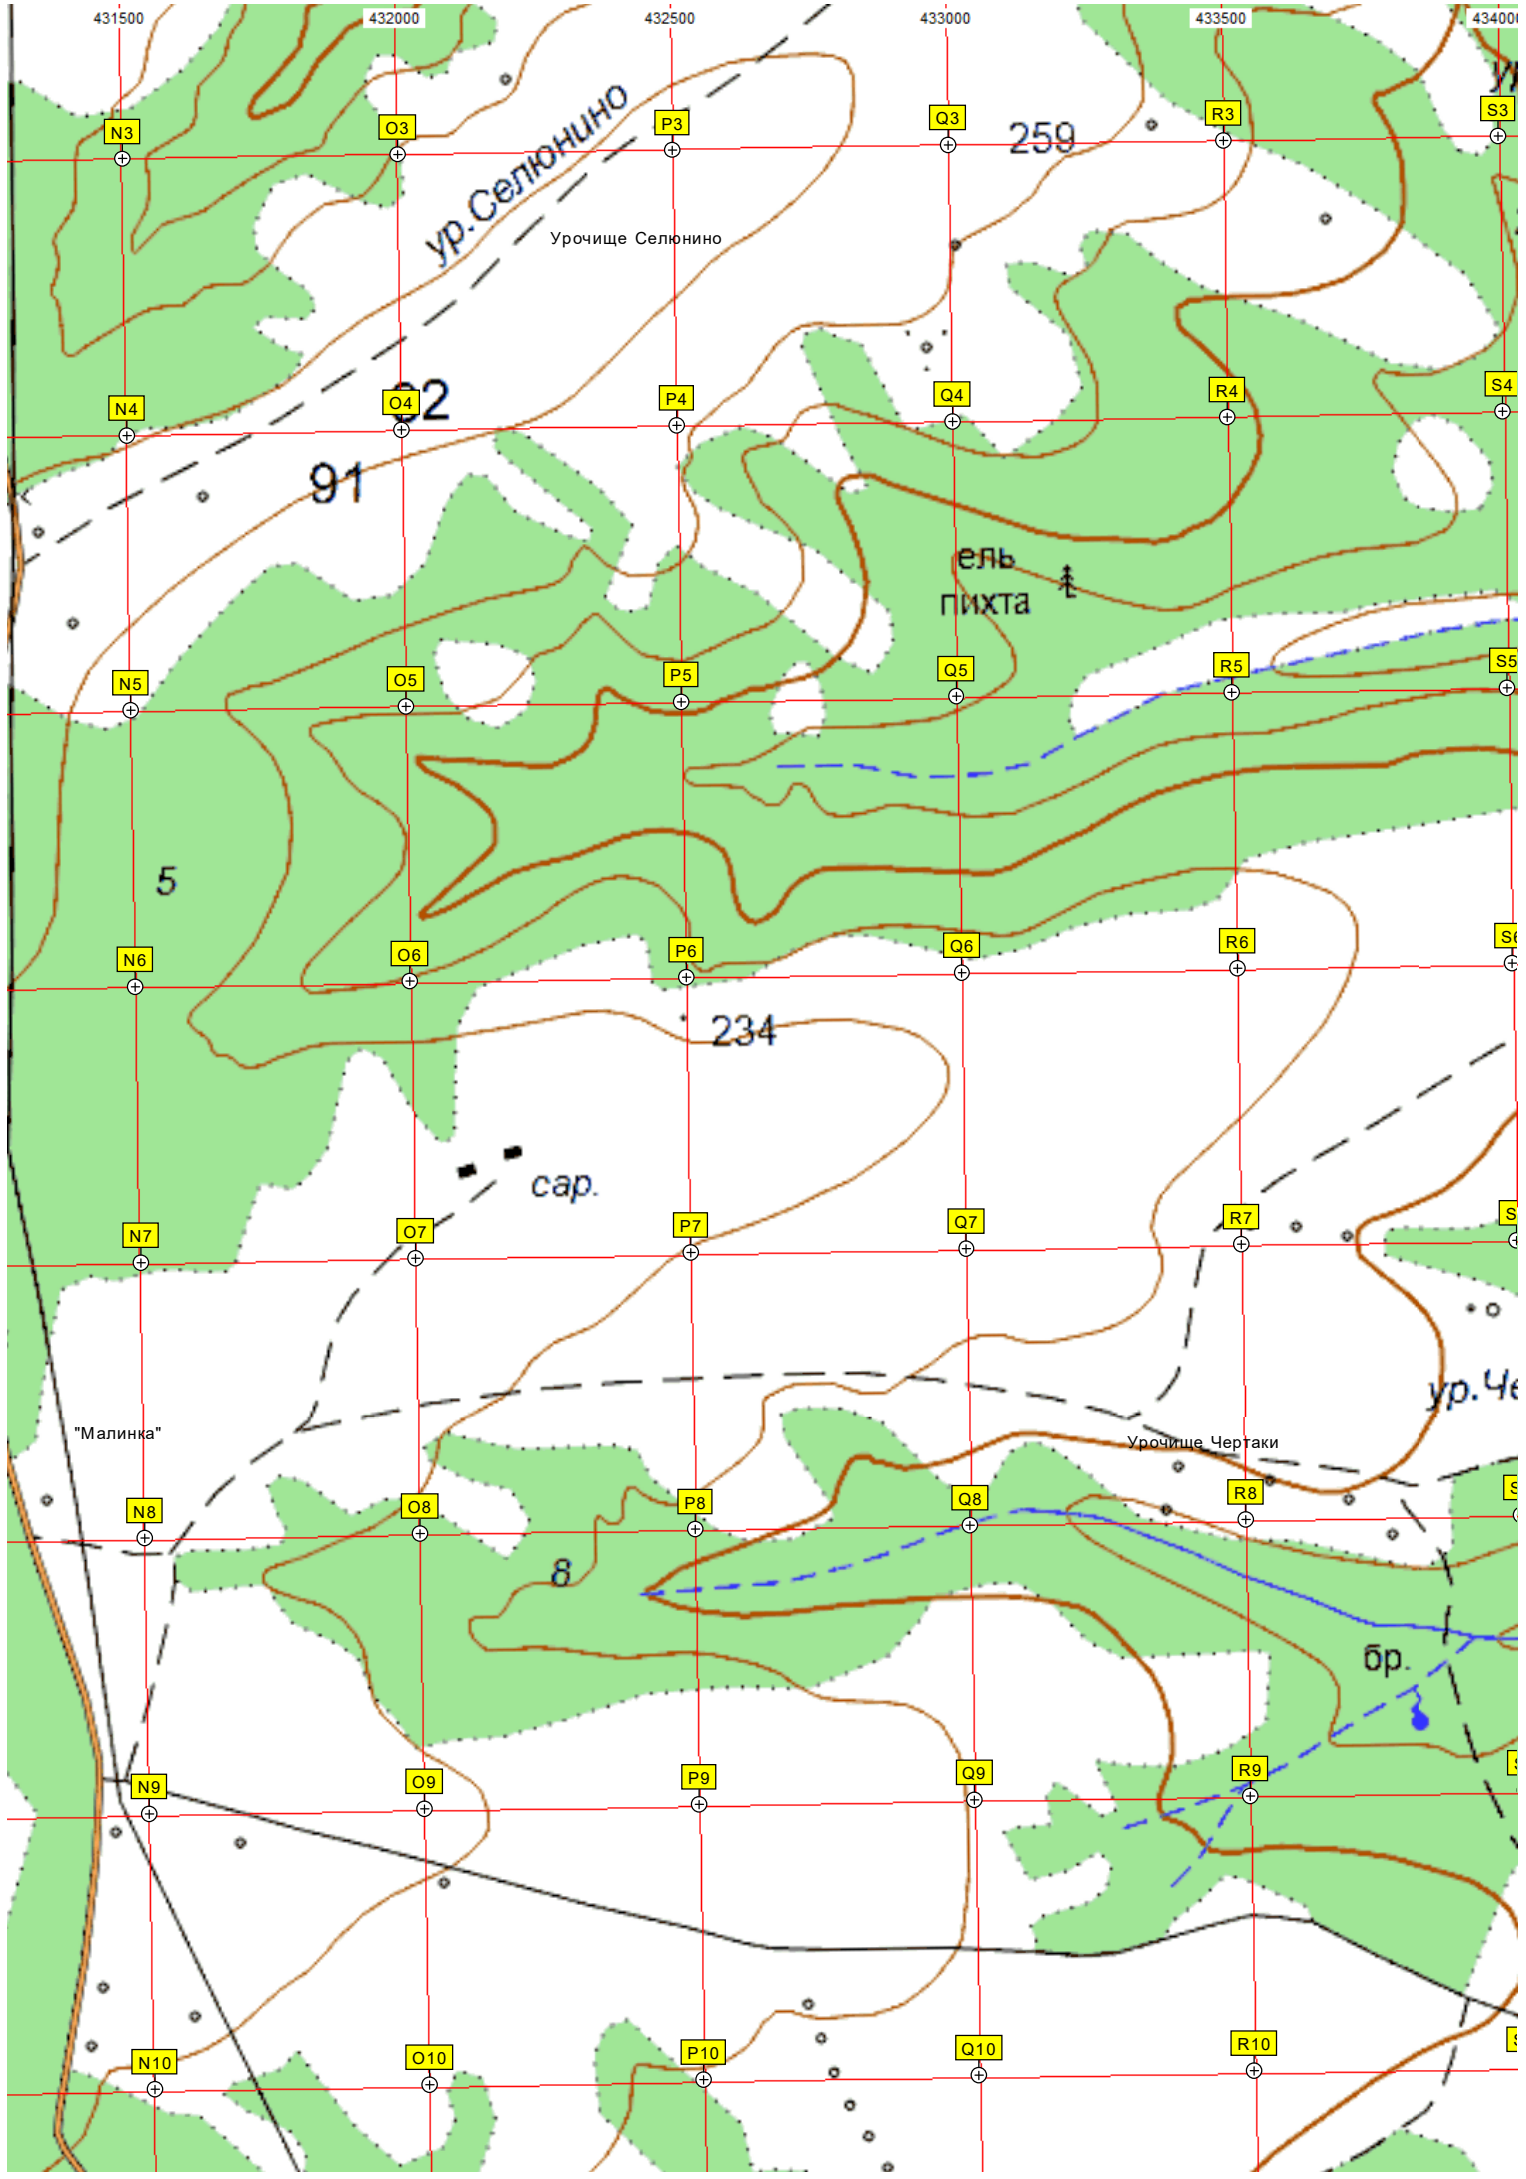 431500 432000 432500 433000 433500
N3 O3 P3 Q3 R3 S3
259
ур.Селюнино
Урочище Селюнино
N4 O4 P4 Q4 R4 S4
91
ель
пихта
N5 O5 P5 Q5 R5 S5
5
N6 O6 P6 Q6 R6
234
сар.
N7 O7 P7 Q7 R7
ур.Че
"Малинка"
Урочище Чертаки
N8 O8 P8 Q8 R8
8
бр.
N9 O9 P9 Q9 R9
N10 O10 P10 Q10 R10